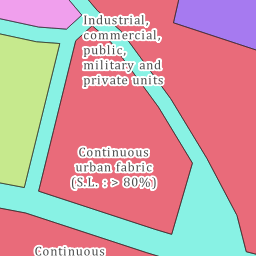 Industrial,
commercial,
public,
military and
private units
Continuous
urban fabric
(S.L. : > 80%)
Continuous